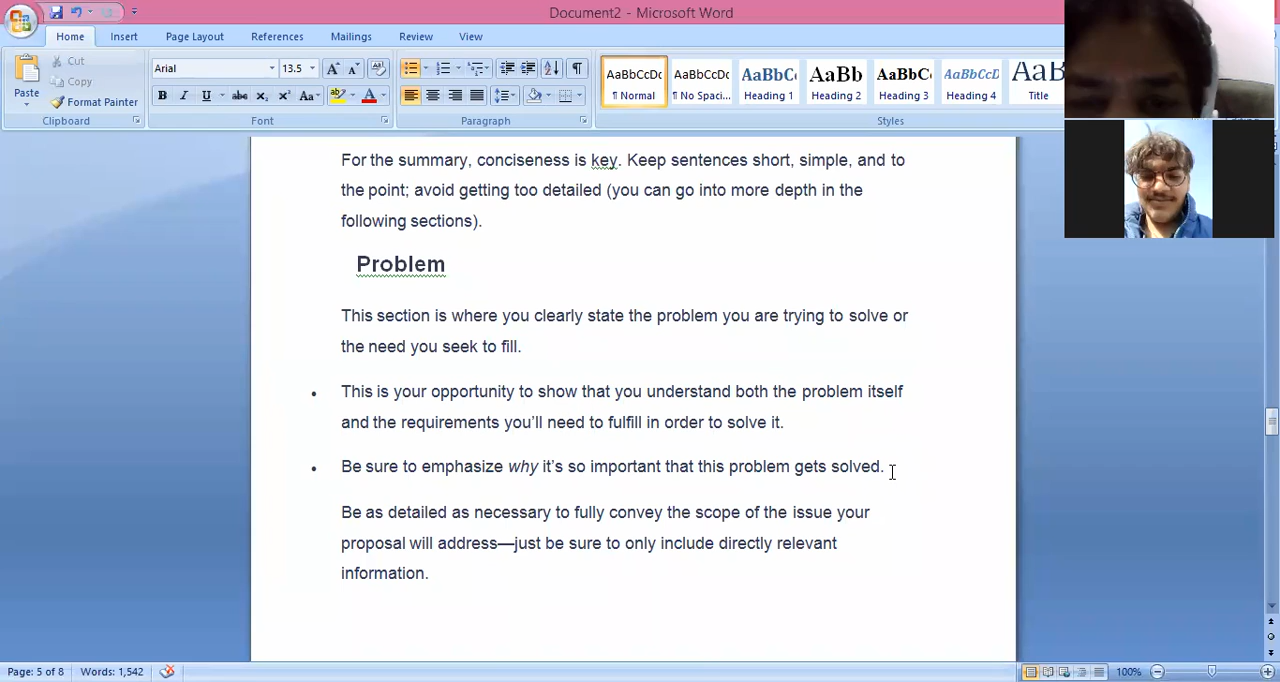 Document2 - Microsoft Word
Home Insert Page Layout References Mailings Review View
Paste
Cut
Copy
Format Painter
Clipboard
Arial 13.5
Font
Paragraph
AaBbCcDc AaBbCcDc AaBbC AaBb AaBbC AaBbCcD AaB
¶ Normal ¶ No Spaci... Heading 1 Heading 2 Heading 3 Heading 4 Title
Styles
For the summary, conciseness is key. Keep sentences short, simple, and to
the point; avoid getting too detailed (you can go into more depth in the
following sections).
Problem
This section is where you clearly state the problem you are trying to solve or
the need you seek to fill.
• This is your opportunity to show that you understand both the problem itself
and the requirements you’ll need to fulfill in order to solve it.
• Be sure to emphasize why it’s so important that this problem gets solved.
Be as detailed as necessary to fully convey the scope of the issue your
proposal will address—just be sure to only include directly relevant
information.
Page: 5 of 8 Words: 1,542 100%